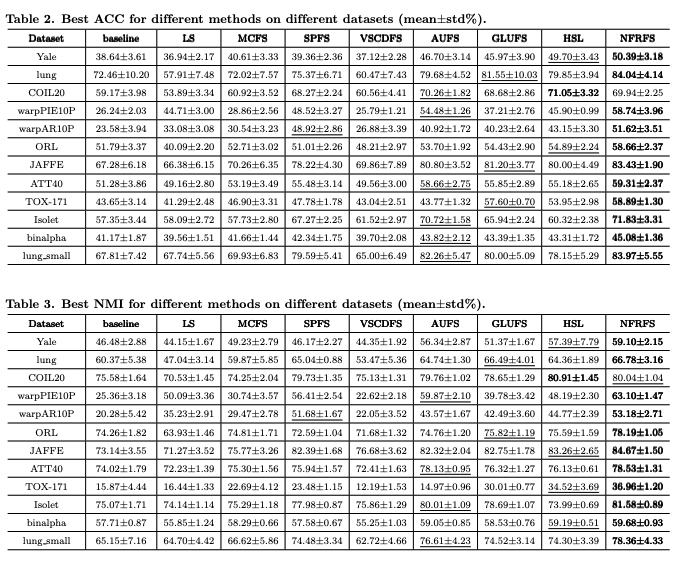 Table 2. Best ACC for different methods on different datasets (mean±std%).
Dataset baseline LS MCFS SPFS VSCDFS AUFS GLUFS HSL NFRFS
Yale 38.64±3.61 36.94±2.17 40.61±3.33 39.36±2.36 37.12±2.28 46.70±3.14 45.97±3.90 49.70±3.43 50.39±3.18
lung 72.46±10.20 57.91±7.48 72.02±7.57 75.37±6.71 60.47±7.43 79.68±4.52 81.55±10.03 79.85±3.94 84.04±4.14
COIL20 59.17±3.98 53.89±3.34 60.92±3.52 68.27±2.24 60.56±4.41 70.26±1.82 68.68±2.86 71.05±3.32 69.94±2.25
warpPIE10P 26.24±2.03 44.71±3.00 28.86±2.56 48.52±3.27 25.79±1.21 54.48±1.26 37.21±2.76 45.90±0.99 58.74±3.96
warpAR10P 23.58±3.94 33.08±3.08 30.54±3.23 48.92±2.86 26.88±3.39 40.92±1.72 40.23±2.64 43.15±3.30 51.62±3.51
ORL 51.79±3.37 40.09±2.20 52.71±3.02 51.01±2.26 48.21±2.97 53.70±1.92 54.43±2.90 54.89±2.24 58.66±2.37
JAFFE 67.28±6.18 66.38±6.15 70.26±6.35 78.22±4.30 69.86±7.89 80.80±3.52 81.20±3.77 80.00±4.49 83.43±1.90
ATT40 51.28±3.86 49.16±2.80 53.19±3.49 55.48±3.14 49.56±3.00 58.66±2.75 55.85±2.89 55.18±2.65 59.31±2.37
TOX-171 43.65±3.14 41.29±2.48 46.90±3.31 47.78±1.78 43.04±2.51 43.77±1.32 57.60±0.70 53.95±2.98 58.89±1.30
Isolet 57.35±3.44 58.09±2.72 57.73±2.80 67.27±2.25 61.52±2.97 70.72±1.58 65.94±2.24 60.32±2.38 71.83±3.31
binalpha 41.17±1.87 39.56±1.51 41.66±1.44 42.34±1.75 39.70±2.08 43.82±2.12 43.39±1.35 43.31±1.72 45.08±1.36
lung_small 67.81±7.42 67.74±5.56 69.93±6.83 79.59±5.41 65.00±6.49 82.26±5.47 80.00±5.09 78.15±5.29 83.97±5.55
Table 3. Best NMI for different methods on different datasets (mean±std%).
Dataset baseline LS MCFS SPFS VSCDFS AUFS GLUFS HSL NFRFS
Yale 46.48±2.88 44.15±1.67 49.23±2.79 46.17±2.27 44.35±1.92 56.34±2.87 51.37±1.67 57.39±7.79 59.10±2.15
lung 60.37±5.38 47.04±3.14 59.87±5.85 65.04±0.88 53.47±5.36 64.74±1.30 66.49±4.01 64.36±1.89 66.78±3.16
COIL20 75.58±1.64 70.53±1.45 74.25±2.04 79.73±1.35 75.13±1.31 79.76±1.02 78.65±1.29 80.91±1.45 80.04±1.04
warpPIE10P 25.36±3.18 50.09±3.36 30.74±3.57 56.41±2.54 22.62±2.18 59.87±2.10 39.78±3.42 48.19±2.30 63.10±1.47
warpAR10P 20.28±5.42 35.23±2.91 29.47±2.78 51.68±1.67 22.05±3.52 43.57±1.67 42.49±3.60 44.77±2.39 53.18±2.71
ORL 74.26±1.82 63.93±1.46 74.81±1.71 72.59±1.04 71.68±1.32 74.76±1.20 75.82±1.19 75.59±1.59 78.19±1.05
JAFFE 73.14±3.55 71.27±3.52 75.77±3.26 82.39±1.68 76.68±3.62 82.32±2.04 82.75±1.78 83.26±2.65 84.67±1.50
ATT40 74.02±1.79 72.23±1.39 75.30±1.56 75.94±1.57 72.41±1.63 78.13±0.95 76.32±1.27 76.13±0.61 78.53±1.31
TOX-171 15.87±4.44 16.44±1.33 22.69±4.12 23.48±1.15 12.19±1.53 14.97±0.96 30.01±0.77 34.52±3.69 36.96±1.20
Isolet 75.07±1.71 74.14±1.14 75.29±1.18 77.98±0.87 75.86±1.29 80.01±1.09 78.69±1.07 73.99±0.69 81.58±0.89
binalpha 57.71±0.87 55.85±1.24 58.29±0.66 57.58±0.67 55.25±1.03 59.05±0.85 58.53±0.76 59.19±0.51 59.68±0.93
lung_small 65.15±7.16 64.70±4.42 66.62±5.86 74.48±3.34 62.72±4.66 76.61±4.23 74.52±3.14 74.30±3.39 78.36±4.33